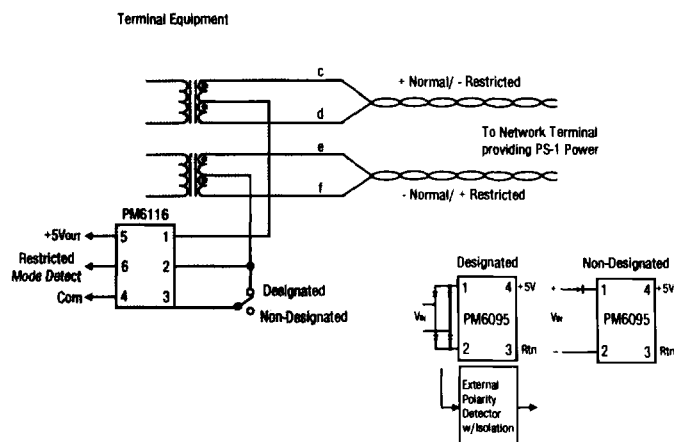 Terminal Equipment
c
+ Normal/ - Restricted
d
To Network Terminal
providing PS-1 Power
e
f
- Normal/ + Restricted
PM6116
+5VOUT
5 1
Restricted
Mode Detect
6 2
Com
4 3
Designated
Non-Designated
Designated
1 4 +5V
VIN
PM6095
2 3 Rtn
External
Polarity
Detector
w/Isolation
Non-Designated
+ 1 4 +5V
VIN
PM6095
- 2 3 Rtn